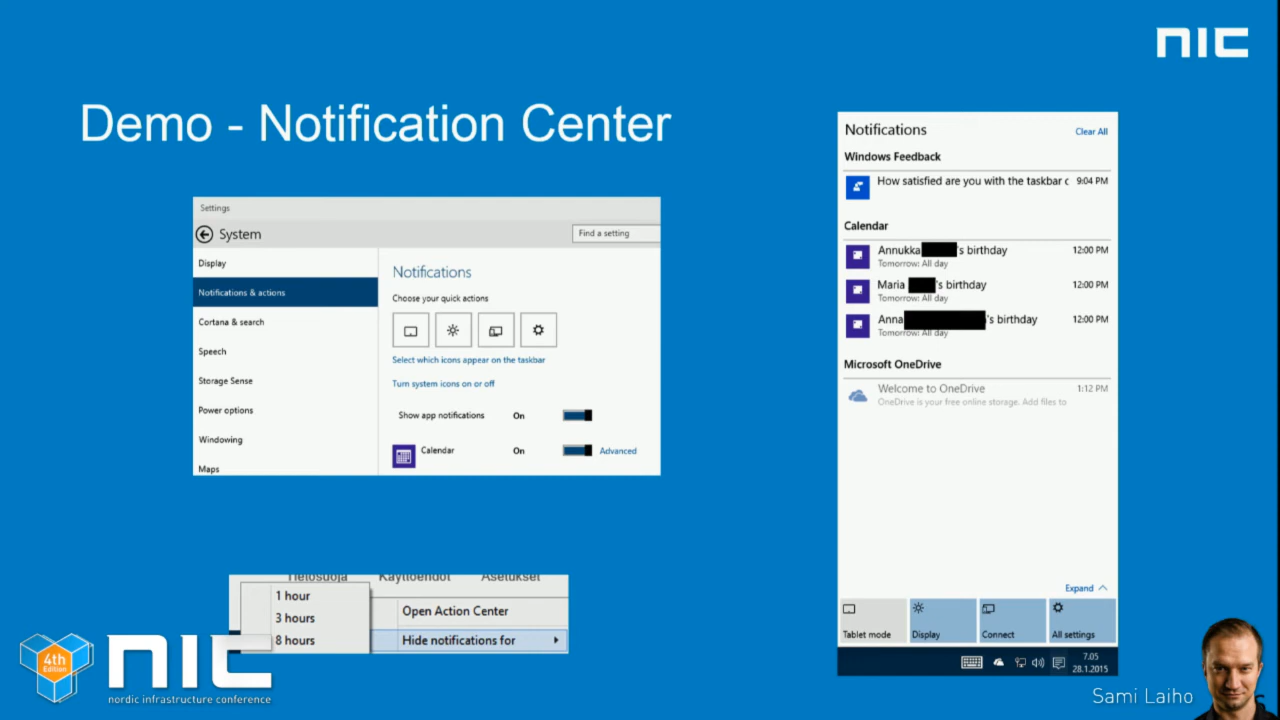 nic
Demo - Notification Center
Settings
System
Find a setting
Display
Notifications & actions
Cortana & search
Speech
Storage Sense
Power options
Windowing
Maps
Notifications
Choose your quick actions
Select which icons appear on the taskbar
Turn system icons on or off
Show app notifications On
Calendar On Advanced
Notifications Clear All
Windows Feedback
How satisfied are you with the taskbar 9:04 PM
Calendar
Annukka 's birthday 12:00 PM
Tomorrow: All day
Maria 's birthday 12:00 PM
Tomorrow: All day
Anna 's birthday 12:00 PM
Tomorrow: All day
Microsoft OneDrive
Welcome to OneDrive 1:12 PM
OneDrive is your free online storage. Add files to
Expand
Tablet mode Display Connect All settings
7.05
28.1.2015
Tietosuoja Käyttöehdot Asetukset
1 hour
3 hours
8 hours
Open Action Center
Hide notifications for
4th
Edition
nic
nordic infrastructure conference
Sami Laiho